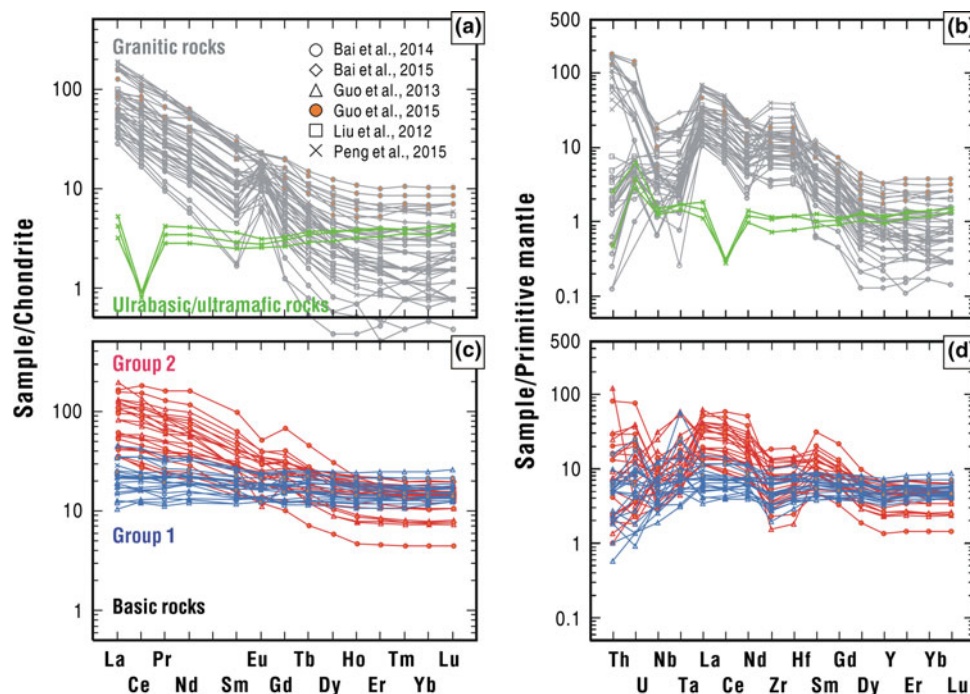 (a)
Granitic rocks
Bai et al., 2014
Bai et al., 2015
Guo et al., 2013
Guo et al., 2015
Liu et al., 2012
Peng et al., 2015
100
10
1
Ulrabasic/ultramafic rocks
Sample/Chondrite
(b)
500
100
10
1
0.1
Sample/Primitive mantle
(c)
Group 2
100
10
1
Group 1
Basic rocks
La Pr Eu Tb Ho Tm Lu
Ce Nd Sm Gd Dy Er Yb
(d)
500
100
10
1
0.1
Th Nb La Nd Hf Gd Y Yb
U Ta Ce Zr Sm Dy Er Lu